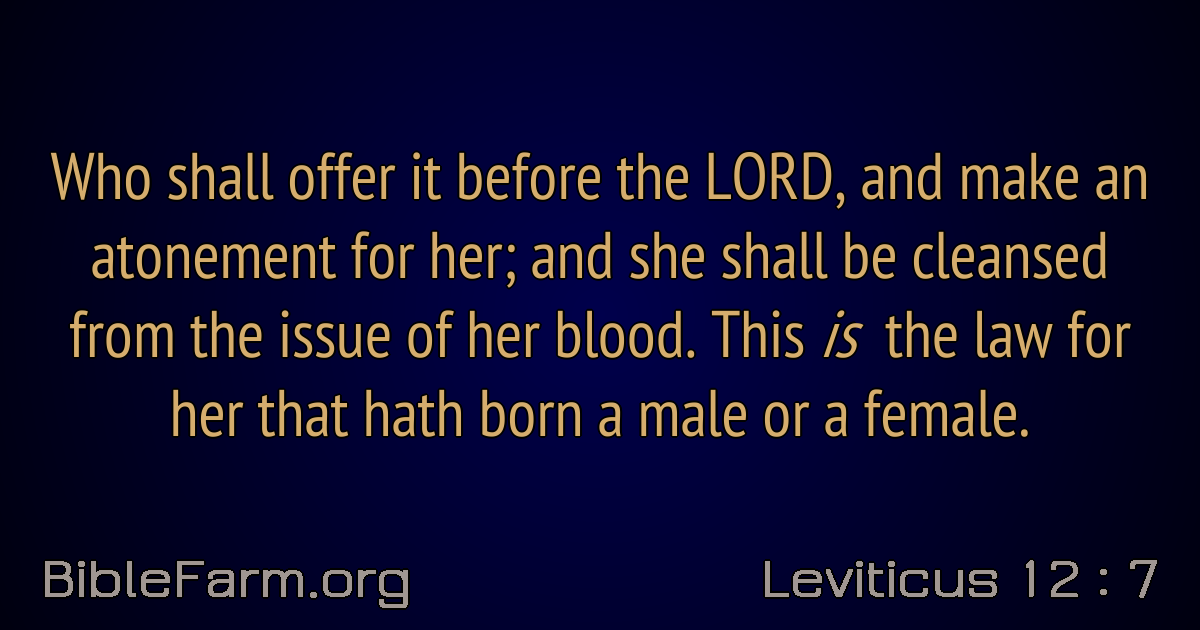 Who shall offer it before the LORD, and make an
atonement for her; and she shall be cleansed
from the issue of her blood. This is the law for
her that hath born a male or a female.
BibleFarm.org
Leviticus 12 : 7